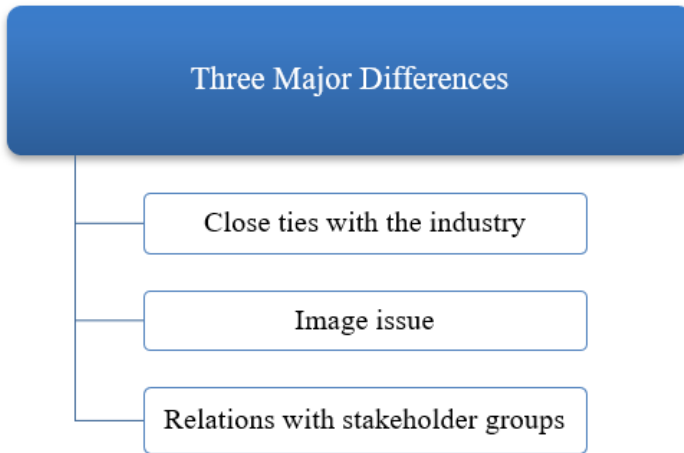 Three Major Differences
Close ties with the industry
Image issue
Relations with stakeholder groups